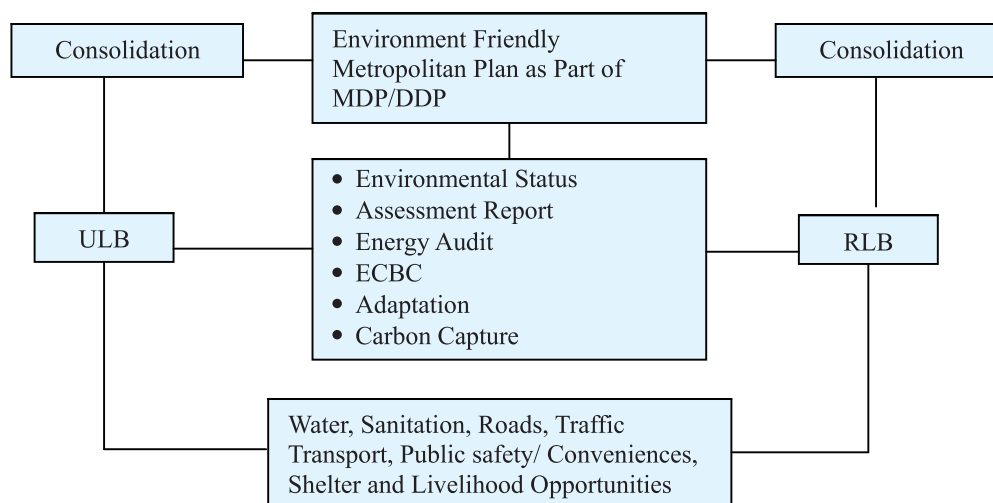 Consolidation
Environment Friendly
Metropolitan Plan as Part of
MDP/DDP
Consolidation
• Environmental Status
• Assessment Report
• Energy Audit
• ECBC
• Adaptation
• Carbon Capture
ULB
RLB
Water, Sanitation, Roads, Traffic
Transport, Public safety/ Conveniences,
Shelter and Livelihood Opportunities